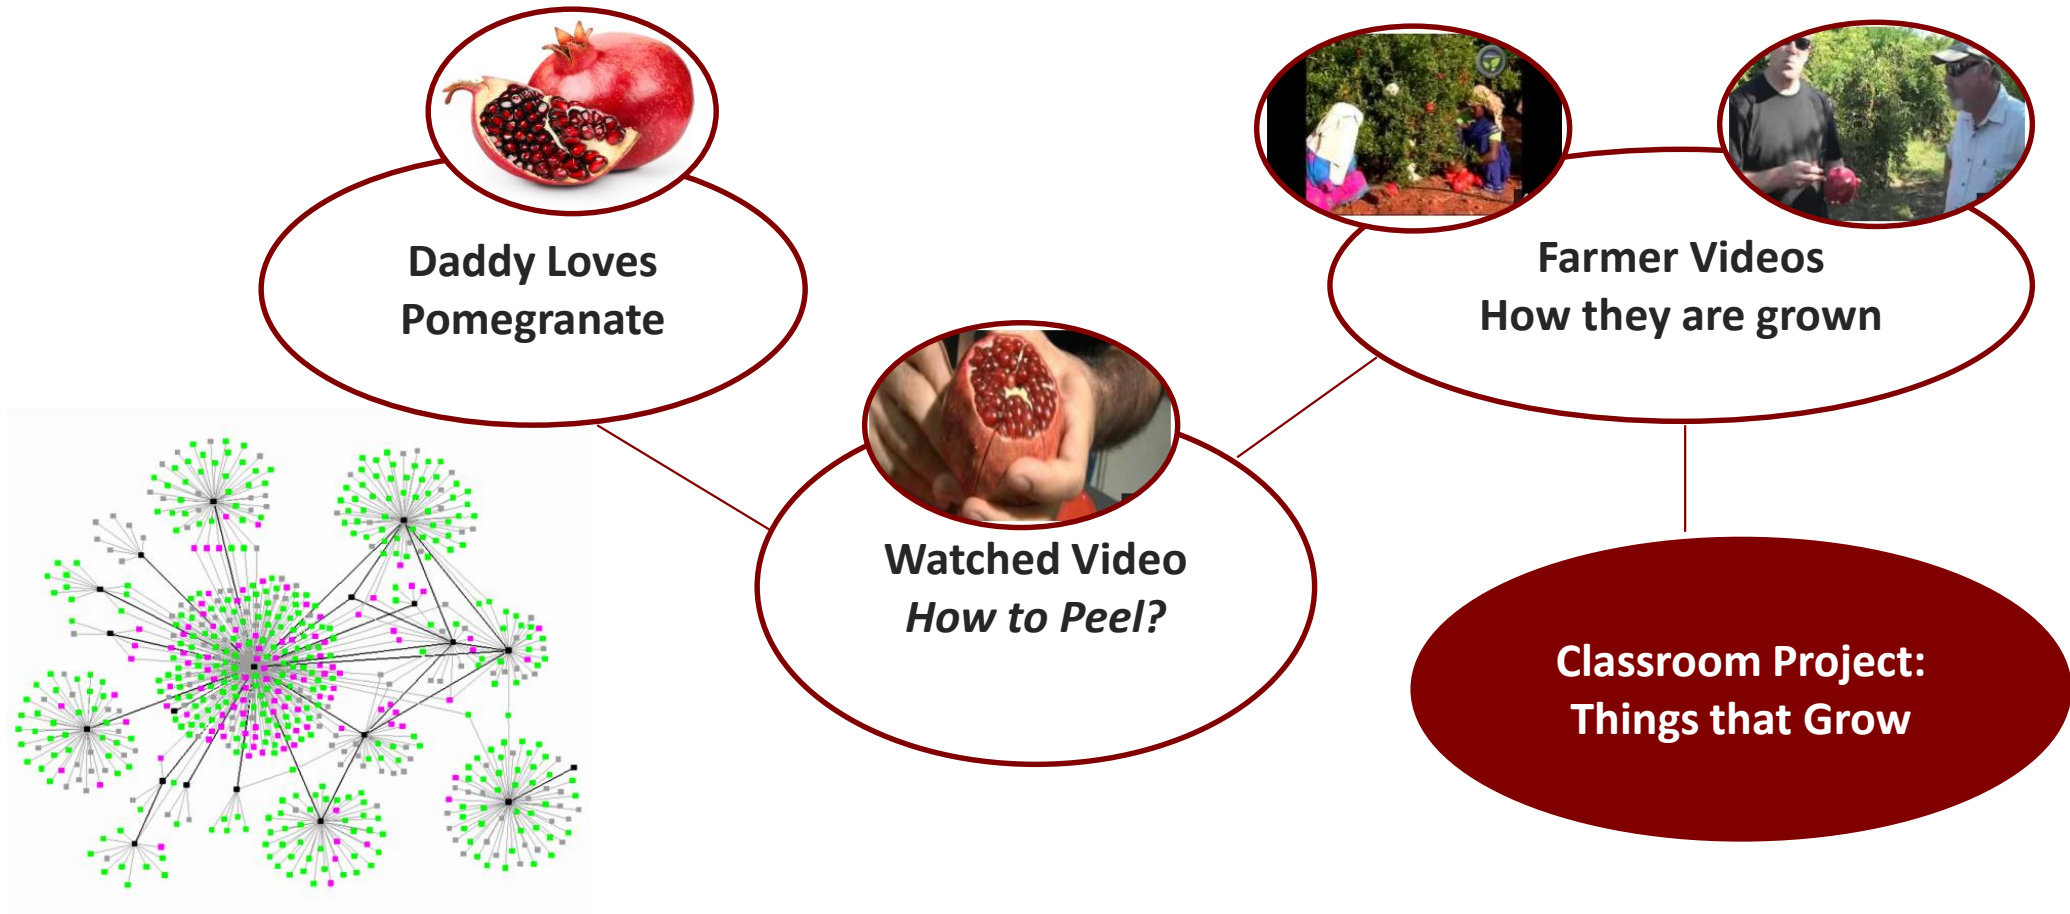 Daddy Loves
Pomegranate
Watched Video
How to Peel?
Farmer Videos
How they are grown
Classroom Project:
Things that Grow